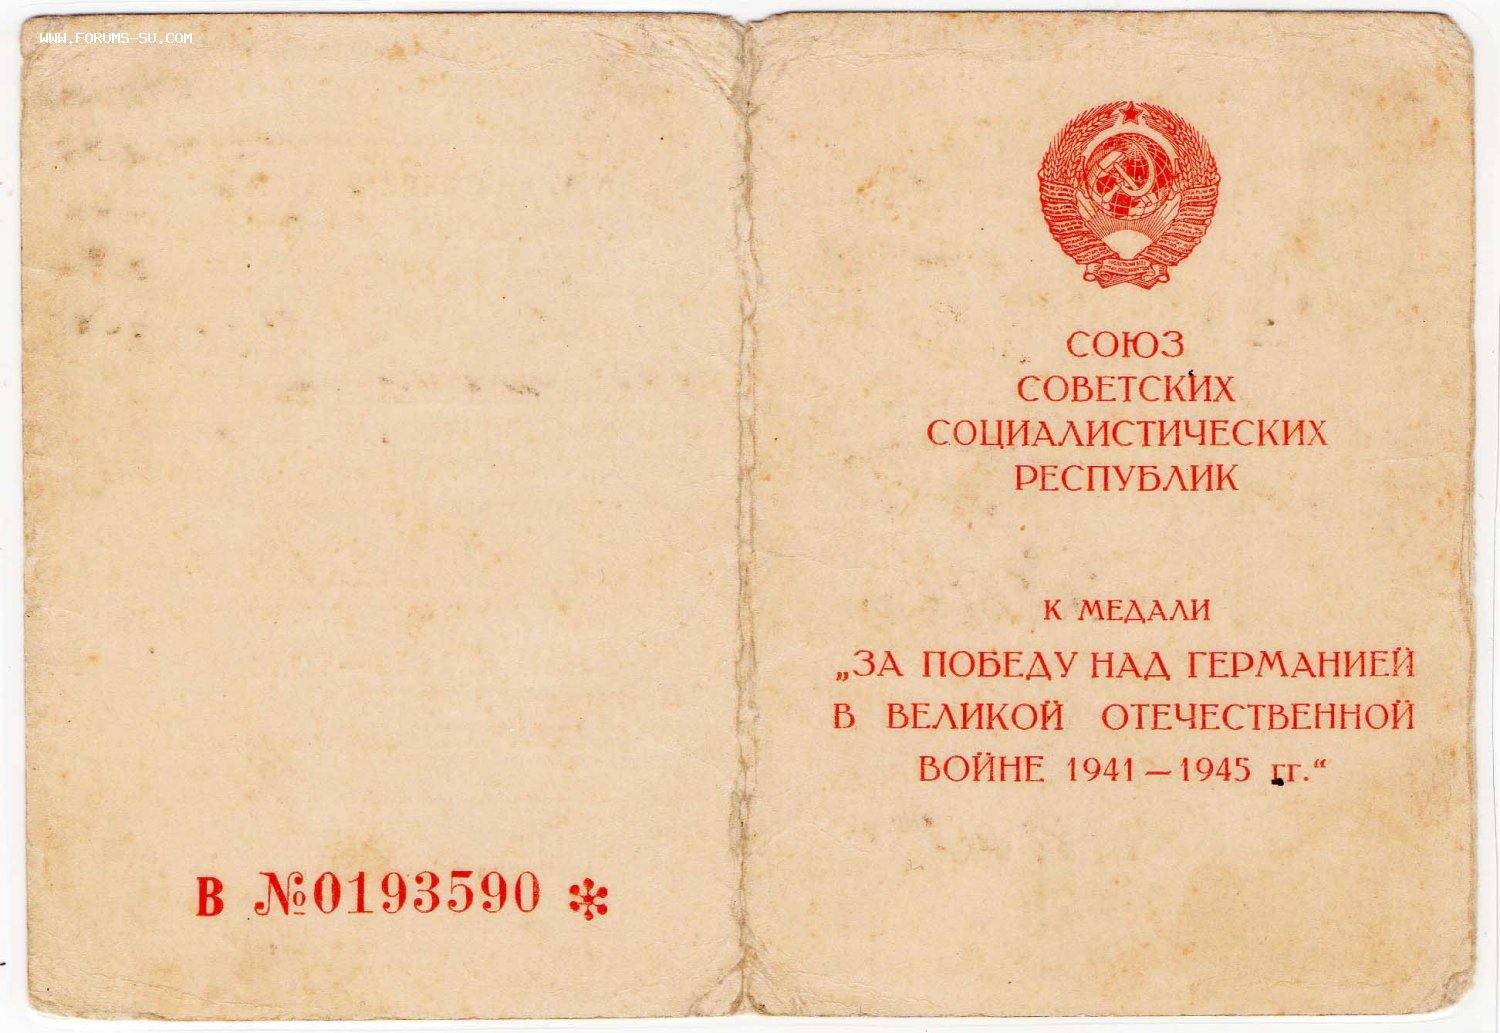 WWW.FORUMS-SU.COM
СОЮЗ
СОВЕТСКИХ
СОЦИАЛИСТИЧЕСКИХ
РЕСПУБЛИК
К МЕДАЛИ
„ЗА ПОБЕДУ НАД ГЕРМАНИЕЙ
В ВЕЛИКОЙ ОТЕЧЕСТВЕННОЙ
ВОЙНЕ 1941 — 1945 гг.“
В №0193590 *